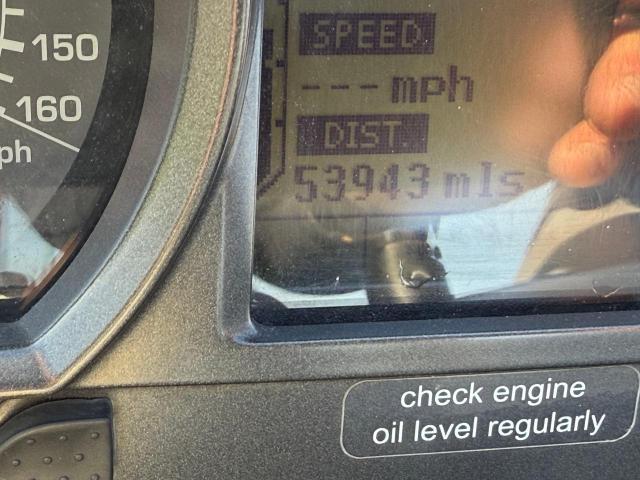 150
160
ph
SPEED
--- mph
DIST
53943 mls
check engine
oil level regularly